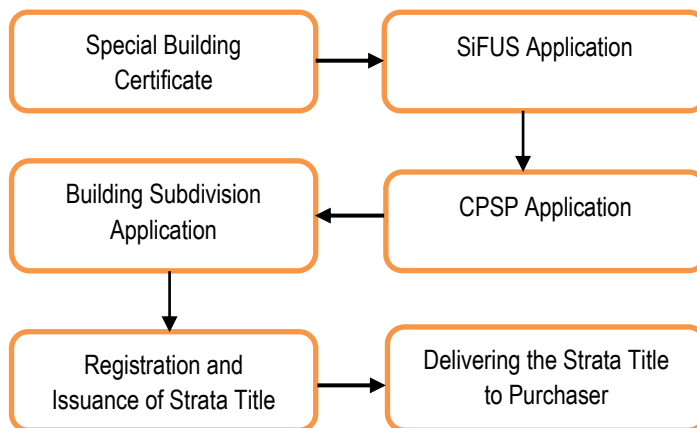 Special Building
Certificate
SiFUS Application
CPSP Application
Building Subdivision
Application
Registration and
Issuance of Strata Title
Delivering the Strata Title
to Purchaser